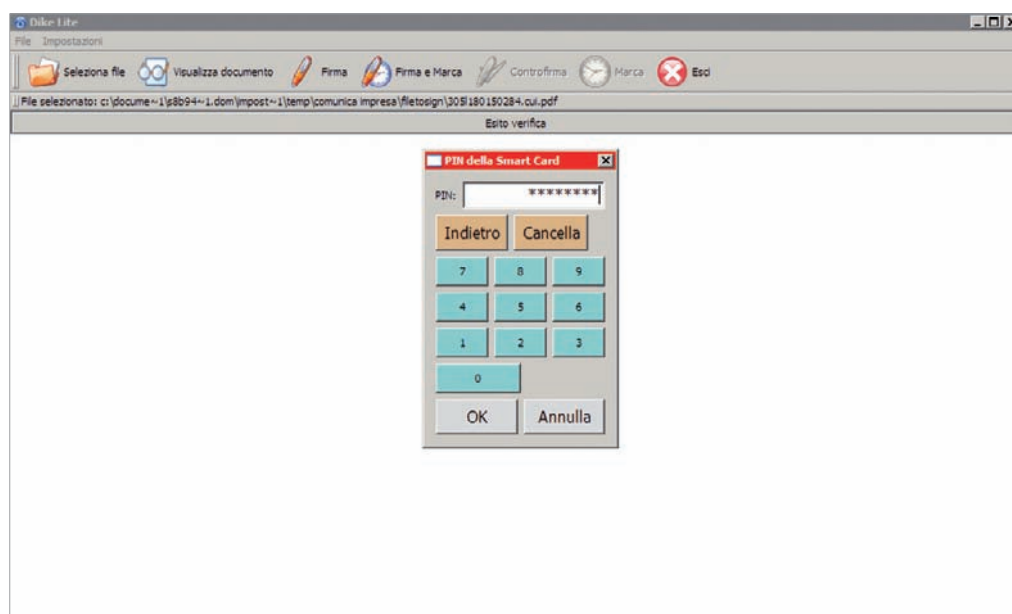 Dike Lite
File Impostazioni
Seleziona file Visualizza documento Firma Firma e Marca Controfirma Marca Esci
File selezionato: c:\docume~1\s8b94~1.dom\impost~1\temp\comunica impresa\filetosign\305l180150284.cui.pdf
Esito verifica
PIN della Smart Card
PIN: ********
Indietro Cancella
7 8 9
4 5 6
1 2 3
0
OK Annulla